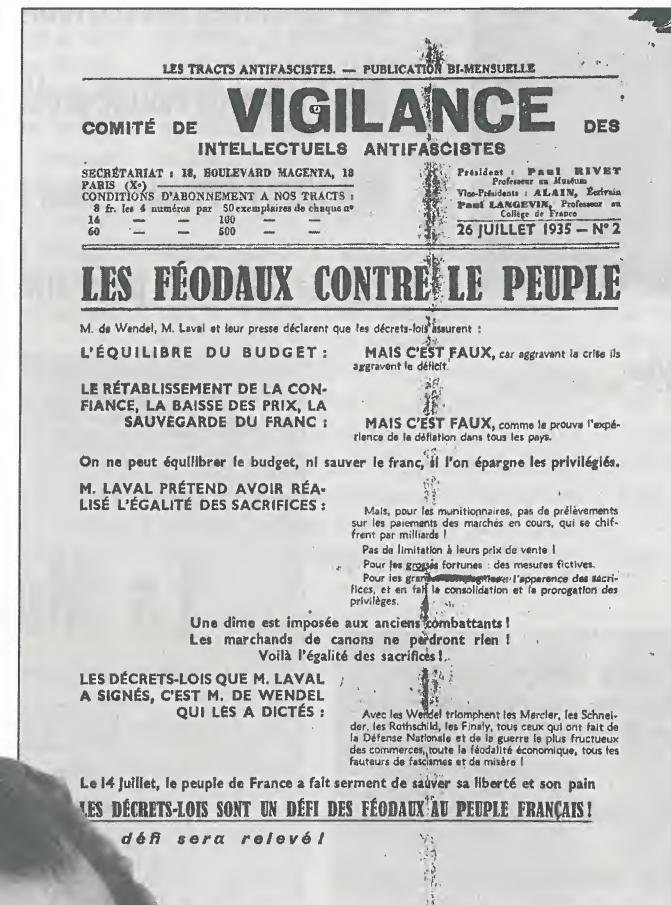 LES TRACTS ANTIFASCISTES. — PUBLICATION BI-MENSUELLE
COMITÉ DE VIGILANCE DES
INTELLECTUELS ANTIFASCISTES
SECRÉTARIAT : 18, BOULEVARD MAGENTA, 18
PARIS (Xe)
CONDITIONS D'ABONNEMENT A NOS TRACTS :
8 fr. les 4 numéros par 50 exemplaires de chaque no
14 — — 100 —
60 — — 500 —
Président : Paul RIVET
Professeur au Muséum
Vice-Présidents : ALAIN, Écrivain
Paul LANGEVIN, Professeur au
Collège de France
26 JUILLET 1935 — No 2
LES FÉODAUX CONTRE LE PEUPLE
M. de Wendel, M. Laval et leur presse déclarent que les décrets-lois assurent :
L'ÉQUILIBRE DU BUDGET :
MAIS C'EST FAUX, car aggravant la crise ils
aggravent le déficit.
LE RÉTABLISSEMENT DE LA CON-
FIANCE, LA BAISSE DES PRIX, LA
SAUVEGARDE DU FRANC :
MAIS C'EST FAUX, comme le prouve l'expé-
rience de la déflation dans tous les pays.
On ne peut équilibrer le budget, ni sauver le franc, si l'on épargne les privilégiés.
M. LAVAL PRÉTEND AVOIR RÉA-
LISÉ L'ÉGALITÉ DES SACRIFICES :
Mais, pour les munitionnaires, pas de prélèvements
sur les paiements des marchés en cours, qui se chif-
frent par milliards !
Pas de limitation à leurs prix de vente !
Pour les grosses fortunes : des mesures fictives.
Pour les l'apparence des sacri-
fices, et en fait la consolidation et la prorogation des
privilèges.
Une dîme est imposée aux anciens combattants !
Les marchands de canons ne perdront rien !
Voilà l'égalité des sacrifices !
LES DÉCRETS-LOIS QUE M. LAVAL
A SIGNÉS, C'EST M. DE WENDEL
QUI LES A DICTÉS :
Avec les Wendel triomphent les Mercier, les Schnei-
der, les Rothschild, les Finaly, tous ceux qui ont fait de
la Défense Nationale et de la guerre le plus fructueux
des commerces, toute la féodalité économique, tous les
fauteurs de fascismes et de misère !
Le 14 Juillet, le peuple de France a fait serment de sauver sa liberté et son pain
LES DÉCRETS-LOIS SONT UN DÉFI DES FÉODAUX AU PEUPLE FRANÇAIS !
défi sera relevé !